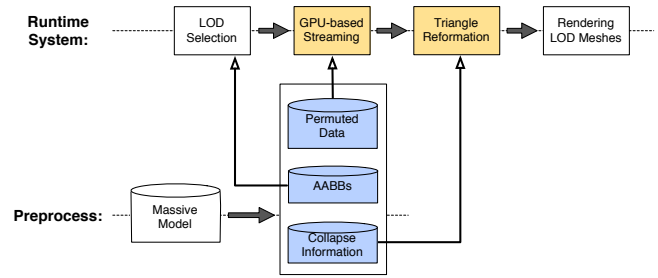 Runtime
System:
LOD
Selection
GPU-based
Streaming
Triangle
Reformation
Rendering
LOD Meshes
Permuted
Data
AABBs
Preprocess:
Massive
Model
Collapse
Information